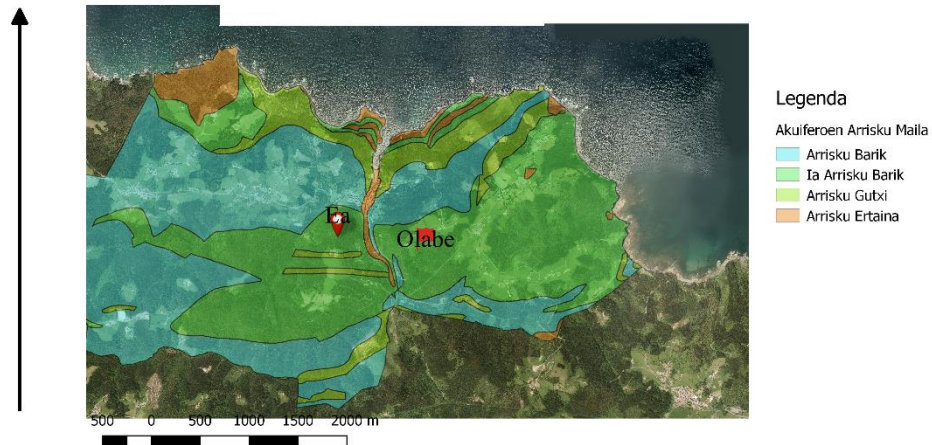 Legenda
Akuiferoen Arrisku Maila
Arrisku Barik
Ia Arrisku Barik
Arrisku Gutxi
Arrisku Ertaina
Ea
Olabe
500 0 500 1000 1500 2000 m